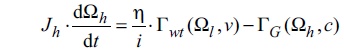 J_h · dΩ_h/dt = η/i · Γ_wt(Ω_l, v) − Γ_G(Ω_h, c)